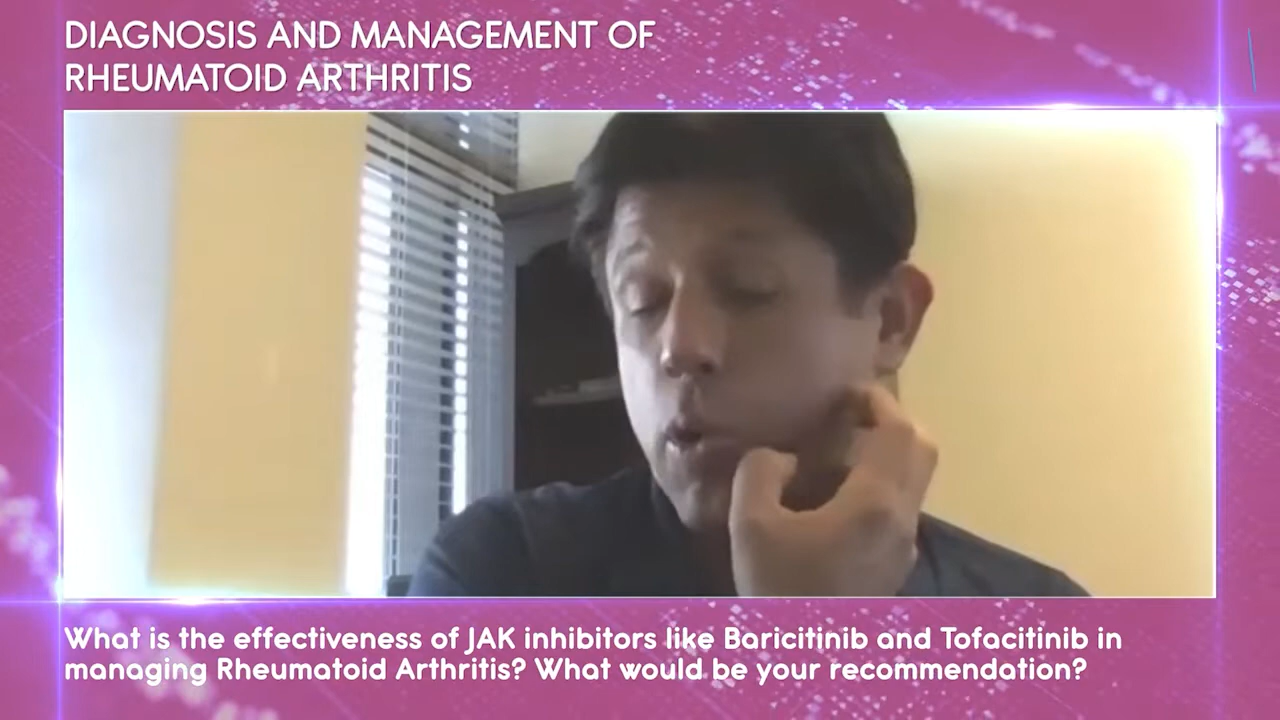 DIAGNOSIS AND MANAGEMENT OF
RHEUMATOID ARTHRITIS
What is the effectiveness of JAK inhibitors like Baricitinib and Tofacitinib in
managing Rheumatoid Arthritis? What would be your recommendation?